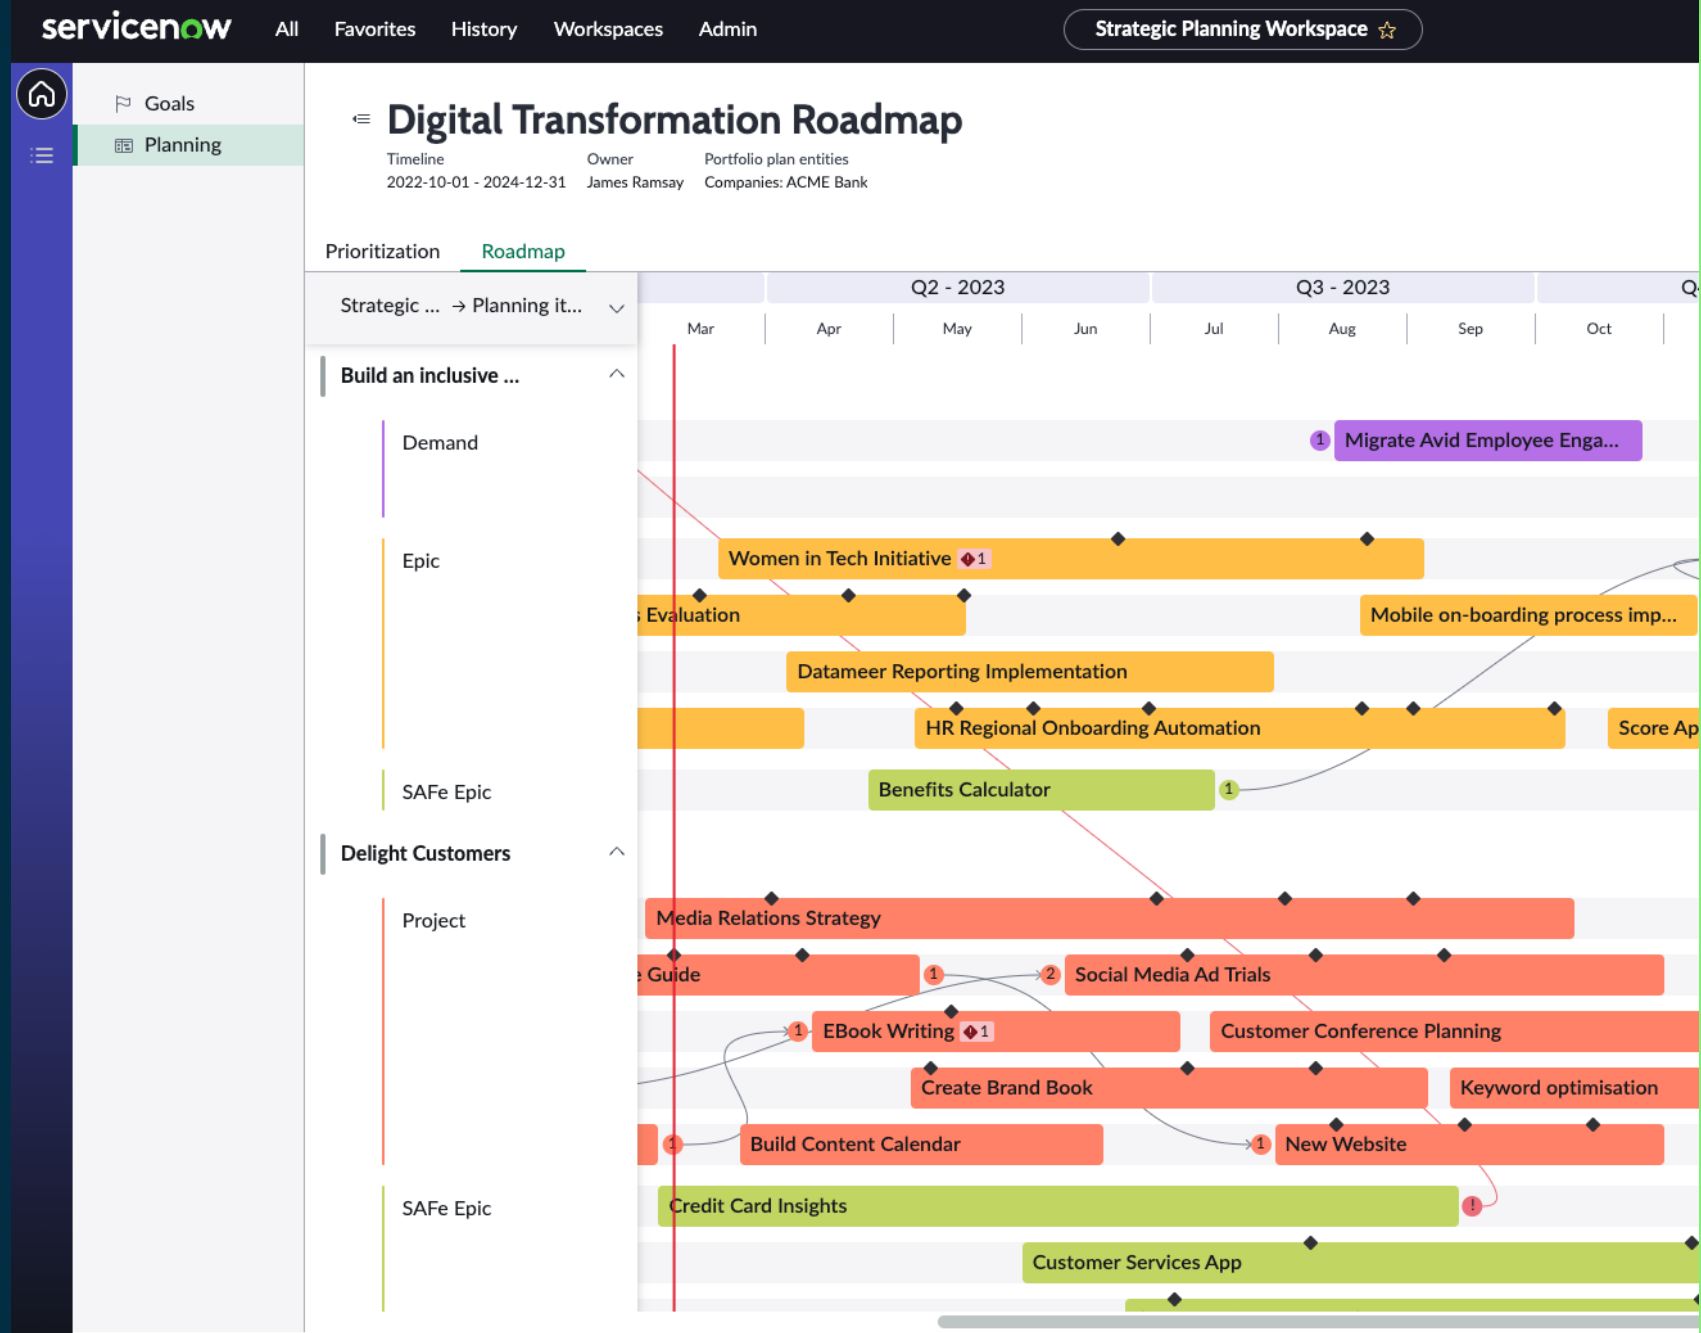 servicenow All Favorites History Workspaces Admin Strategic Planning Workspace
Goals
Planning
Digital Transformation Roadmap
Timeline Owner Portfolio plan entities
2022-10-01 - 2024-12-31 James Ramsay Companies: ACME Bank
Prioritization Roadmap
Strategic ... → Planning it...
Q2 - 2023 Q3 - 2023
Mar Apr May Jun Jul Aug Sep Oct
Build an inclusive ...
Demand
1 Migrate Avid Employee Enga...
Epic
Women in Tech Initiative 1
Evaluation
Mobile on-boarding process imp...
Datameer Reporting Implementation
HR Regional Onboarding Automation
Score Ap
SAFe Epic
Benefits Calculator 1
Delight Customers
Project
Media Relations Strategy
e Guide 1
2 Social Media Ad Trials
1 EBook Writing 1
Customer Conference Planning
Create Brand Book
Keyword optimisation
1 Build Content Calendar
1 New Website
SAFe Epic
Credit Card Insights !
Customer Services App